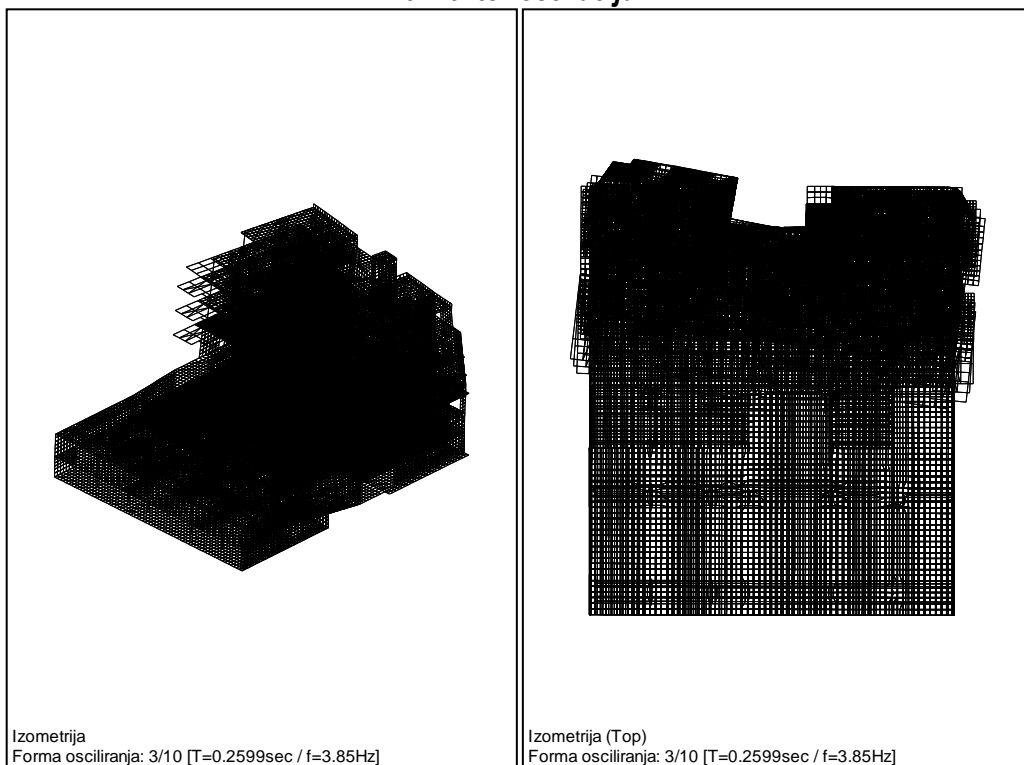 Izometrija
Forma osciliranja: 3/10 [T=0.2599sec / f=3.85Hz]
Izometrija (Top)
Forma osciliranja: 3/10 [T=0.2599sec / f=3.85Hz]